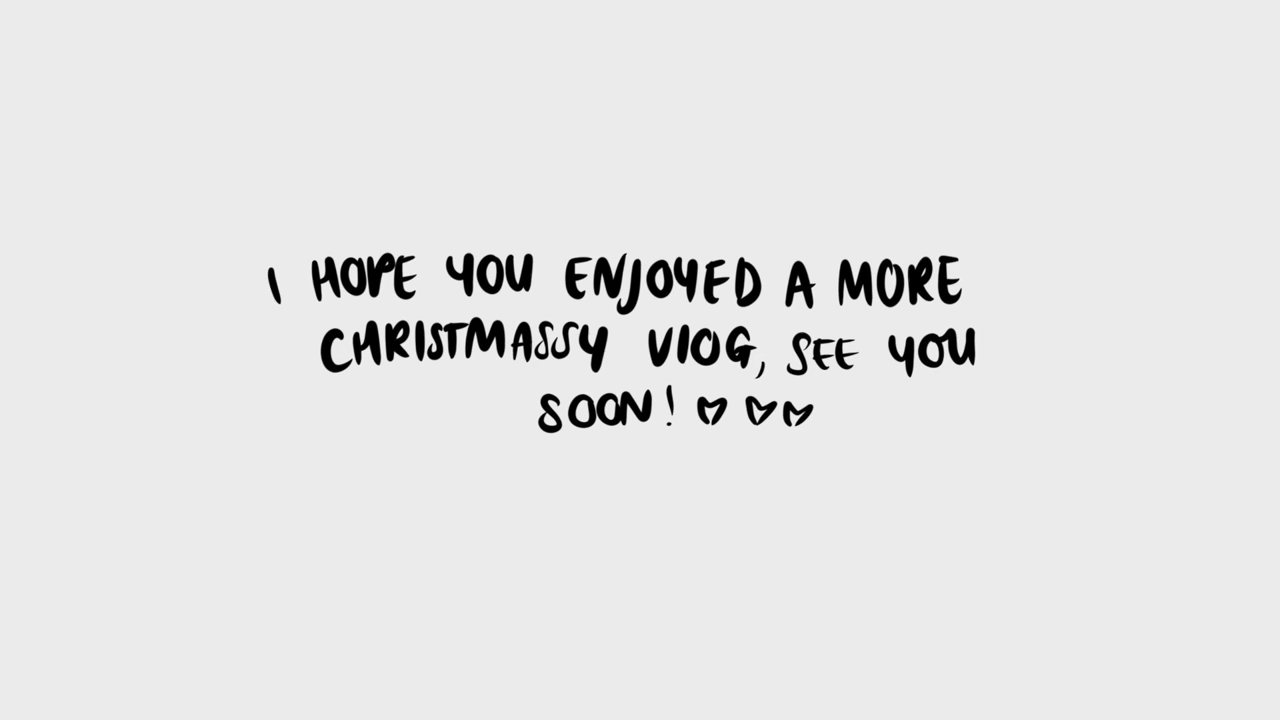 I HOPE YOU ENJOYED A MORE
CHRISTMASSY VLOG, SEE YOU
SOON! ♡ ♡ ♡